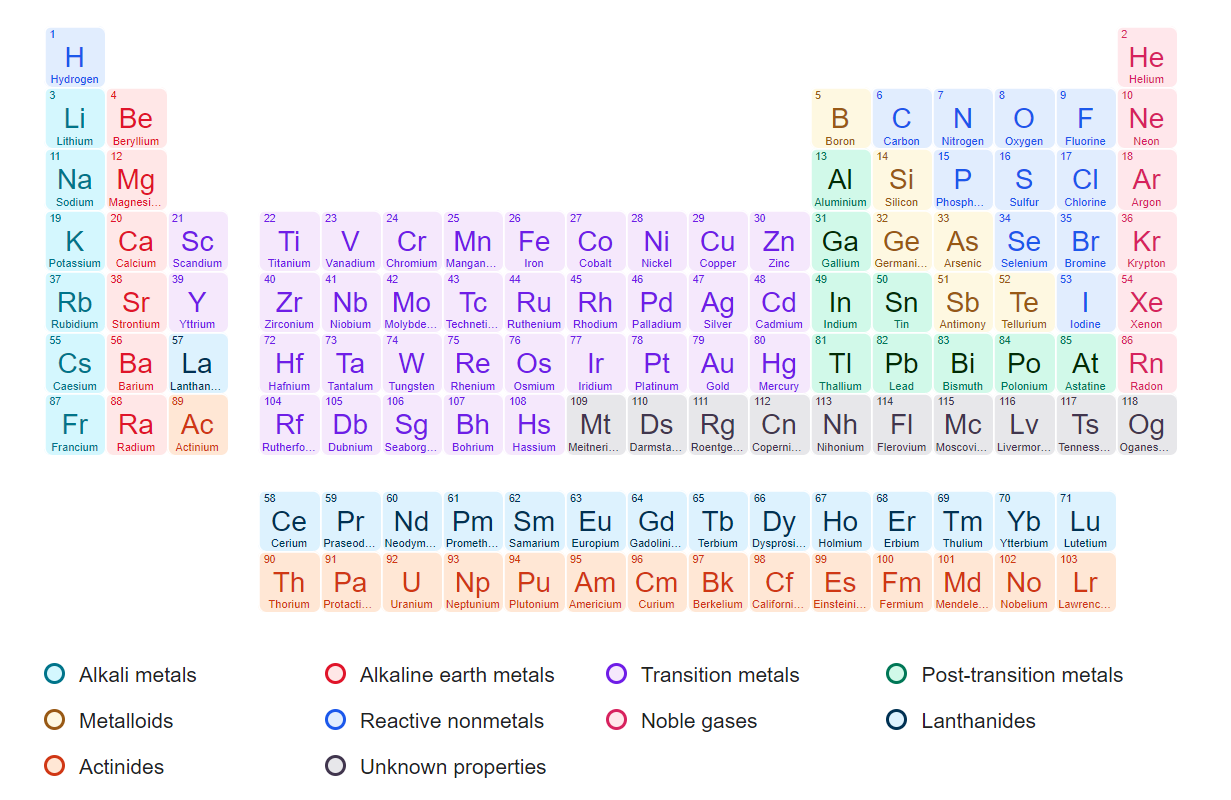 1 2
H He
Hydrogen Helium
3 4 5 6 7 8 9 10
Li Be B C N O F Ne
Lithium Beryllium Boron Carbon Nitrogen Oxygen Fluorine Neon
11 12 13 14 15 16 17 18
Na Mg Al Si P S Cl Ar
Sodium Magnesi... Aluminium Silicon Phosph... Sulfur Chlorine Argon
19 20 21 22 23 24 25 26 27 28 29 30 31 32 33 34 35 36
K Ca Sc Ti V Cr Mn Fe Co Ni Cu Zn Ga Ge As Se Br Kr
Potassium Calcium Scandium Titanium Vanadium Chromium Mangan... Iron Cobalt Nickel Copper Zinc Gallium Germani... Arsenic Selenium Bromine Krypton
37 38 39 40 41 42 43 44 45 46 47 48 49 50 51 52 53 54
Rb Sr Y Zr Nb Mo Tc Ru Rh Pd Ag Cd In Sn Sb Te I Xe
Rubidium Strontium Yttrium Zirconium Niobium Molybde... Techneti... Ruthenium Rhodium Palladium Silver Cadmium Indium Tin Antimony Tellurium Iodine Xenon
55 56 57 72 73 74 75 76 77 78 79 80 81 82 83 84 85 86
Cs Ba La Hf Ta W Re Os Ir Pt Au Hg Tl Pb Bi Po At Rn
Caesium Barium Lanthan... Hafnium Tantalum Tungsten Rhenium Osmium Iridium Platinum Gold Mercury Thallium Lead Bismuth Polonium Astatine Radon
87 88 89 104 105 106 107 108 109 110 111 112 113 114 115 116 117 118
Fr Ra Ac Rf Db Sg Bh Hs Mt Ds Rg Cn Nh Fl Mc Lv Ts Og
Francium Radium Actinium Rutherfo... Dubnium Seaborg... Bohrium Hassium Meitneri... Darmsta... Roentge... Coperni... Nihonium Flerovium Moscovi... Livermor... Tenness... Oganes...
58 59 60 61 62 63 64 65 66 67 68 69 70 71
Ce Pr Nd Pm Sm Eu Gd Tb Dy Ho Er Tm Yb Lu
Cerium Praseod... Neodym... Prometh... Samarium Europium Gadolini... Terbium Dysprosi... Holmium Erbium Thulium Ytterbium Lutetium
90 91 92 93 94 95 96 97 98 99 100 101 102 103
Th Pa U Np Pu Am Cm Bk Cf Es Fm Md No Lr
Thorium Protacti... Uranium Neptunium Plutonium Americium Curium Berkelium Californi... Einsteini... Fermium Mendele... Nobelium Lawrenc...
Alkali metals Alkaline earth metals Transition metals Post-transition metals
Metalloids Reactive nonmetals Noble gases Lanthanides
Actinides Unknown properties